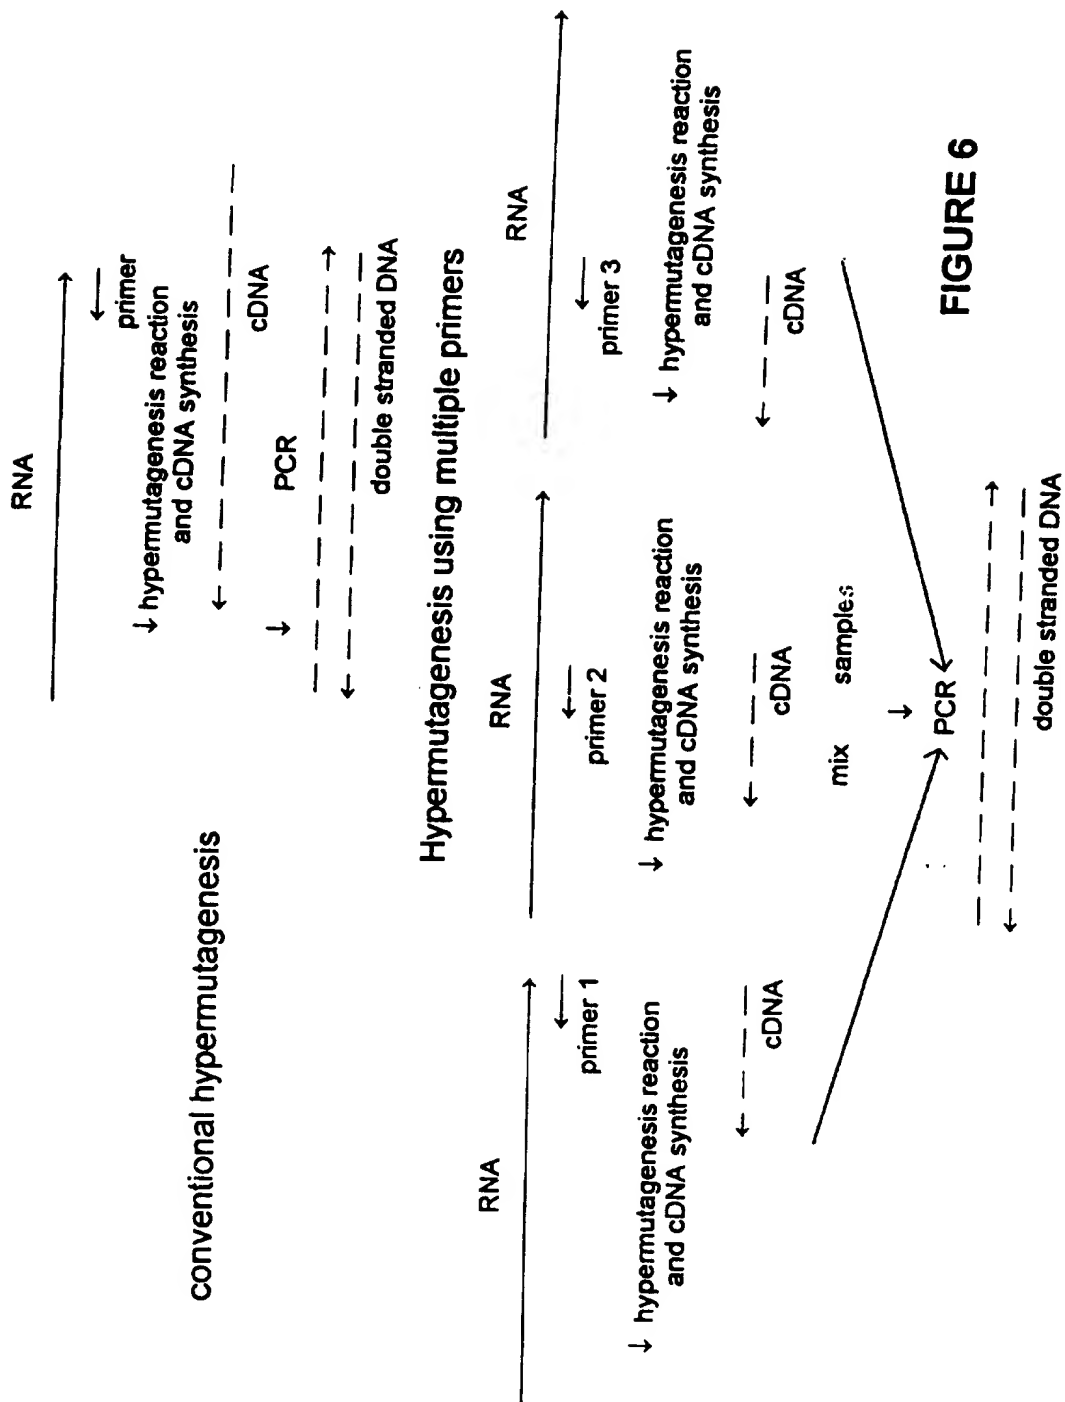 conventional hypermutagenesis
RNA
primer
↓ hypermutagenesis reaction
and cDNA synthesis
cDNA
↓ PCR
double stranded DNA
Hypermutagenesis using multiple primers
RNA
primer 1
↓ hypermutagenesis reaction
and cDNA synthesis
cDNA
RNA
primer 2
↓ hypermutagenesis reaction
and cDNA synthesis
cDNA
RNA
primer 3
↓ hypermutagenesis reaction
and cDNA synthesis
cDNA
mix samples
↓
PCR
double stranded DNA
FIGURE 6